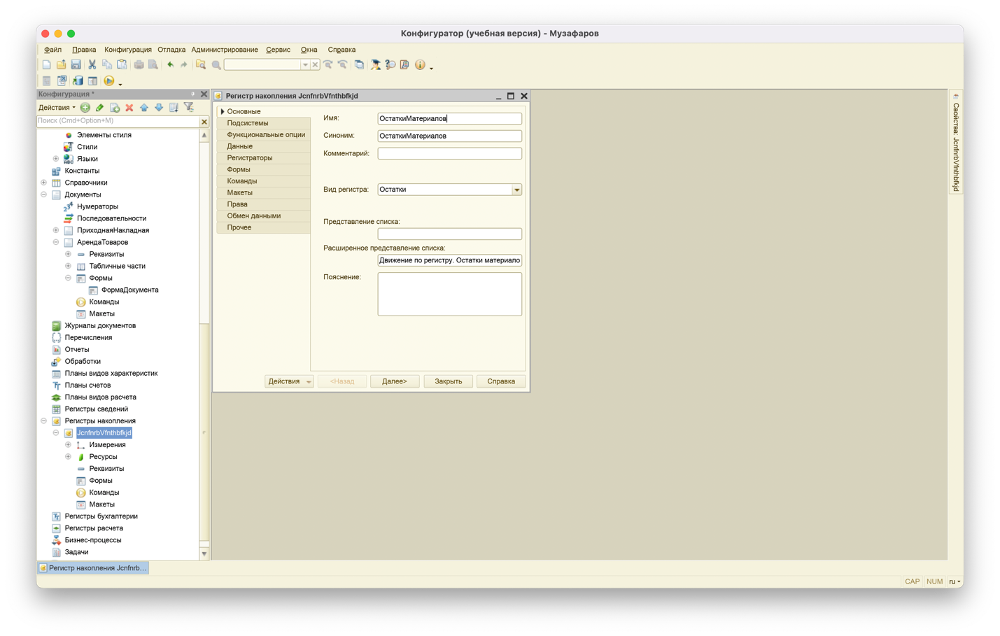 Конфигуратор (учебная версия) - Музафаров
Файл Правка Конфигурация Отладка Администрирование Сервис Окна Справка
Конфигурация *
Действия
Поиск (Cmd+Option+M)
Элементы стиля
Стили
Языки
Константы
Справочники
Документы
Нумераторы
Последовательности
ПриходнаяНакладная
АрендаТоваров
Реквизиты
Табличные части
Формы
ФормаДокумента
Команды
Макеты
Журналы документов
Перечисления
Отчеты
Обработки
Планы видов характеристик
Планы счетов
Планы видов расчета
Регистры сведений
Регистры накопления
JcnfnrbVfnthbfkjd
Измерения
Ресурсы
Реквизиты
Формы
Команды
Макеты
Регистры бухгалтерии
Регистры расчета
Бизнес-процессы
Задачи
Регистр накопления JcnfnrbVfnthbfkjd
Основные
Подсистемы
Функциональные опции
Данные
Регистраторы
Формы
Команды
Макеты
Права
Обмен данными
Прочее
Имя: ОстаткиМатериалов
Синоним: ОстаткиМатериалов
Комментарий:
Вид регистра: Остатки
Представление списка:
Расширенное представление списка:
Движение по регистру. Остатки материало
Пояснение:
Действия <Назад Далее> Закрыть Справка
Свойства: JcnfnrbVfnthbfkjd
Регистр накопления Jcnfnrb...
CAP NUM ru